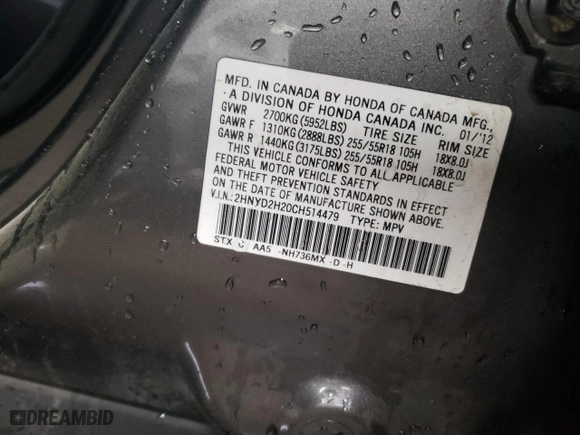 MFD. IN CANADA BY HONDA OF CANADA MFG.,
A DIVISION OF HONDA CANADA INC. 01/'12
GVWR 2700KG(5952LBS) TIRE SIZE RIM SIZE
GAWR F 1310KG(2888LBS) 255/55R18 105H 18X8.0J
GAWR R 1440KG(3175LBS) 255/55R18 105H 18X8.0J
THIS VEHICLE CONFORMS TO ALL APPLICABLE
FEDERAL MOTOR VEHICLE SAFETY
AND THEFT PREVENTION STANDARDS IN EFFECT
ON THE DATE OF MANUFACTURE SHOWN ABOVE.
V.I.N.:2HNYD2H20CH514479 TYPE: MPV
STX C AA5 -NH736MX -D -H
DREAMBID